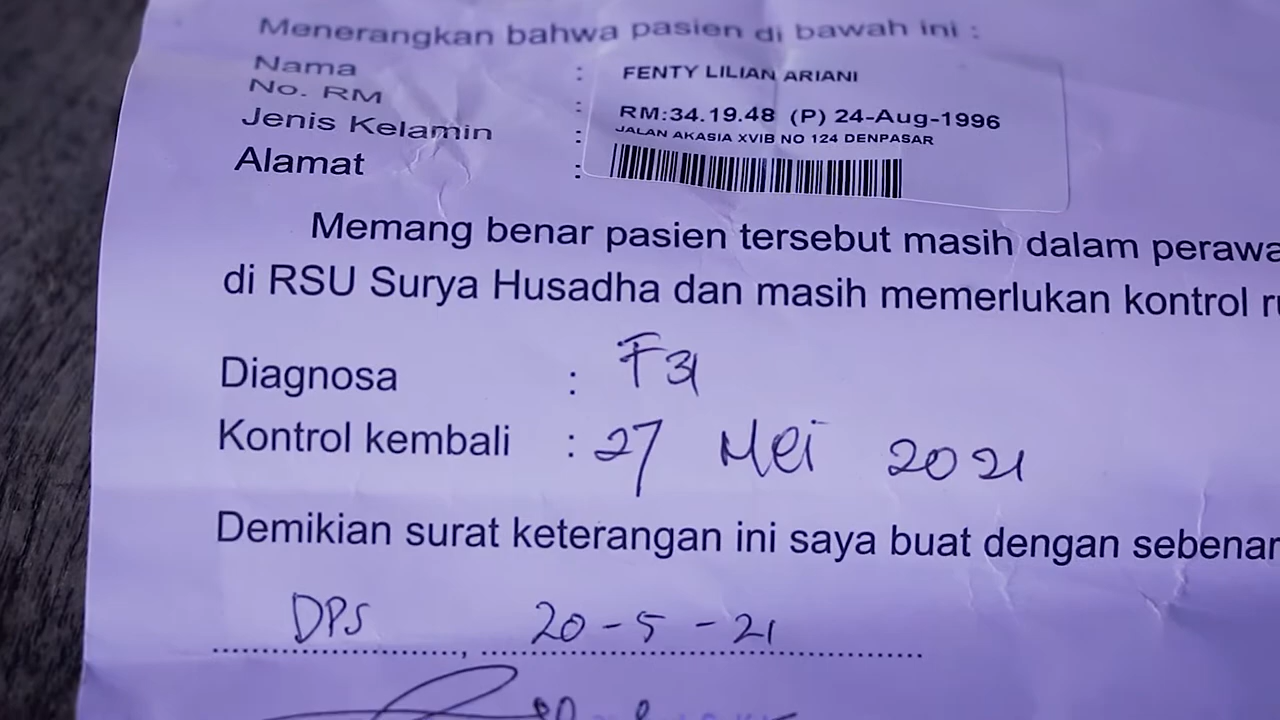 Menerangkan bahwa pasien di bawah ini :
Nama : FENTY LILIAN ARIANI
No. RM : RM:34.19.48 (P) 24-Aug-1996
Jenis Kelamin : JALAN AKASIA XVIB NO 124 DENPASAR
Alamat :
Memang benar pasien tersebut masih dalam perawa
di RSU Surya Husadha dan masih memerlukan kontrol ru
Diagnosa : F31
Kontrol kembali : 27 Mei 2021
Demikian surat keterangan ini saya buat dengan sebenar
DPS, 20-5-21